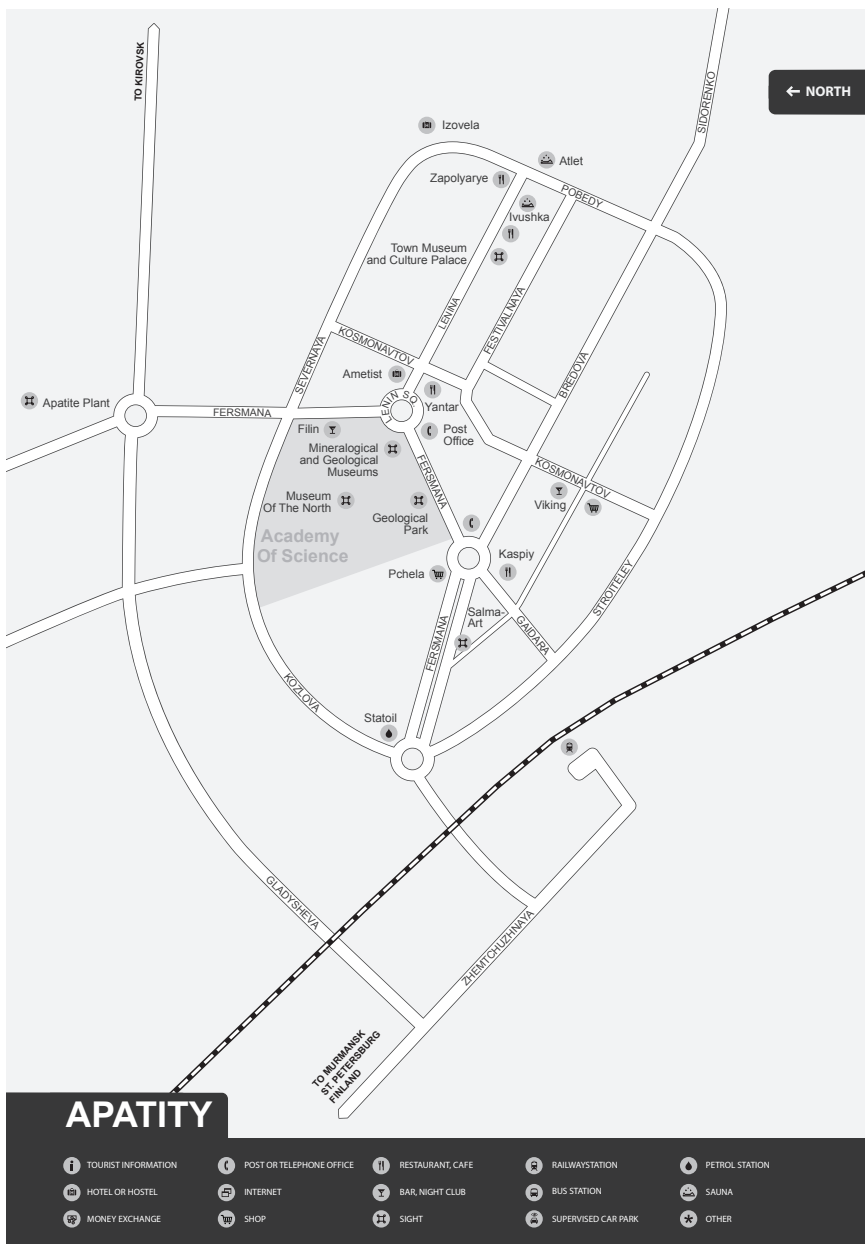 TO KIROVSK
← NORTH
SIDORENKO
Izovela
Atlet
Zapolyarye
POBEDY
Ivushka
Town Museum
and Culture Palace
LENINA
FESTIVALNAYA
SEVERNAYA
KOSMONAVTOV
BREDOVA
Ametist
LENIN SQ.
Yantar
Apatite Plant
FERSMANA
Filin
Post
Office
Mineralogical
and Geological
Museums
FERSMANA
KOSMONAVTOV
Viking
Museum
Of The North
Geological
Park
Academy
Of Science
Kaspiy
Pchela
STROITELEY
Salma-
Art
GAIDARA
FERSMANA
KOZLOVA
Statoil
GLADYSHEVA
ZHEMTCHUZHNAYA
TO MURMANSK
ST. PETERSBURG
FINLAND
APATITY
TOURIST INFORMATION
POST OR TELEPHONE OFFICE
RESTAURANT, CAFE
RAILWAYSTATION
PETROL STATION
HOTEL OR HOSTEL
INTERNET
BAR, NIGHT CLUB
BUS STATION
SAUNA
MONEY EXCHANGE
SHOP
SIGHT
SUPERVISED CAR PARK
OTHER